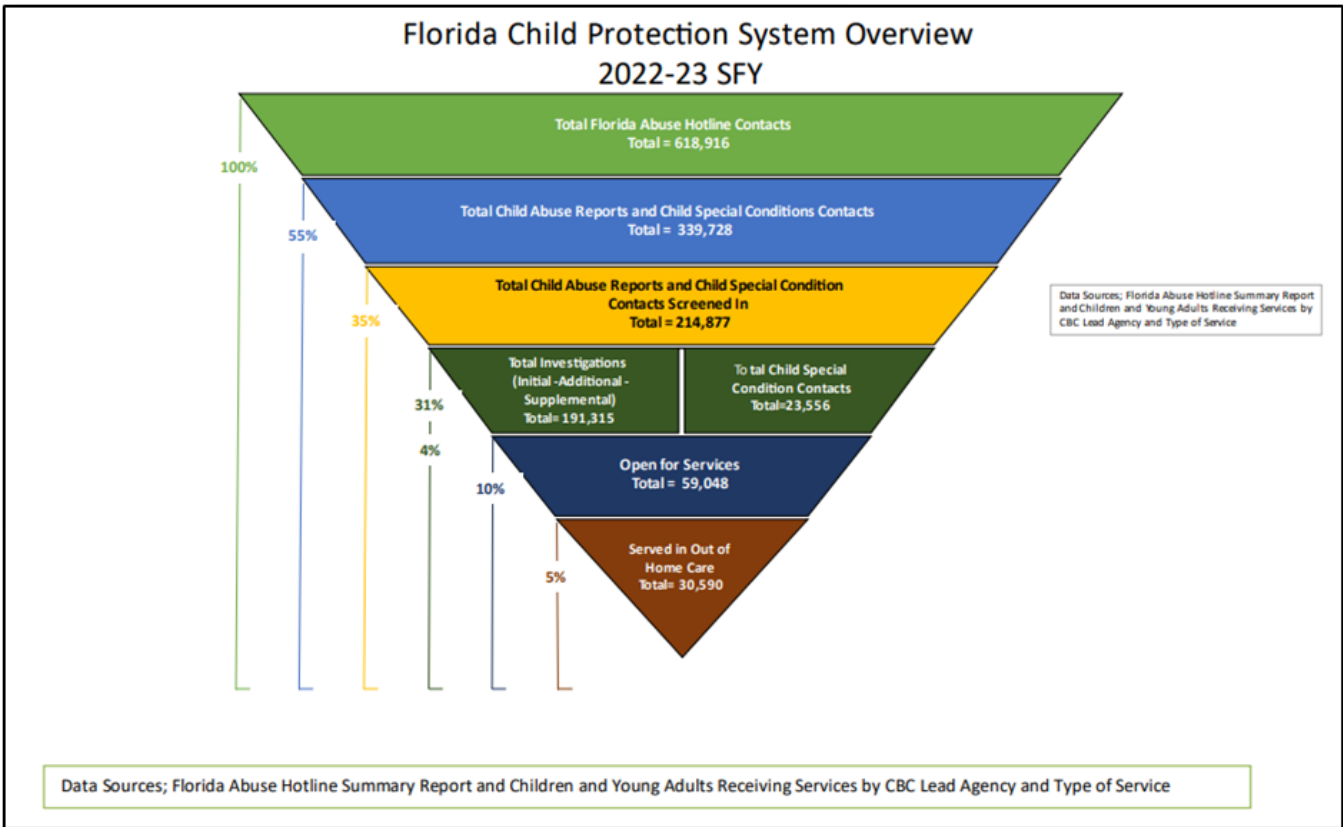 Florida Child Protection System Overview
2022-23 SFY
Total Florida Abuse Hotline Contacts
Total = 618,916
100%
Total Child Abuse Reports and Child Special Conditions Contacts
Total = 339,728
55%
Total Child Abuse Reports and Child Special Condition
Contacts Screened In
Total = 214,877
35%
Data Sources; Florida Abuse Hotline Summary Report
and Children and Young Adults Receiving Services by
CBC Lead Agency and Type of Service
Total Investigations
(Initial -Additional -
Supplemental)
Total= 191,315
Total Child Special
Condition Contacts
Total=23,556
31%
4%
Open for Services
Total = 59,048
10%
Served in Out of
Home Care
Total= 30,590
5%
Data Sources; Florida Abuse Hotline Summary Report and Children and Young Adults Receiving Services by CBC Lead Agency and Type of Service